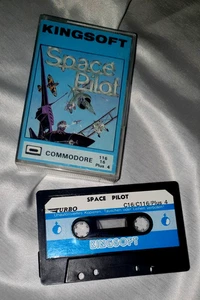 KINGSOFT
Space
Pilot
COMMODORE
116
16
Plus 4
SPACE PILOT
TURBO
C16/C116/Plus 4
KINGSOFT